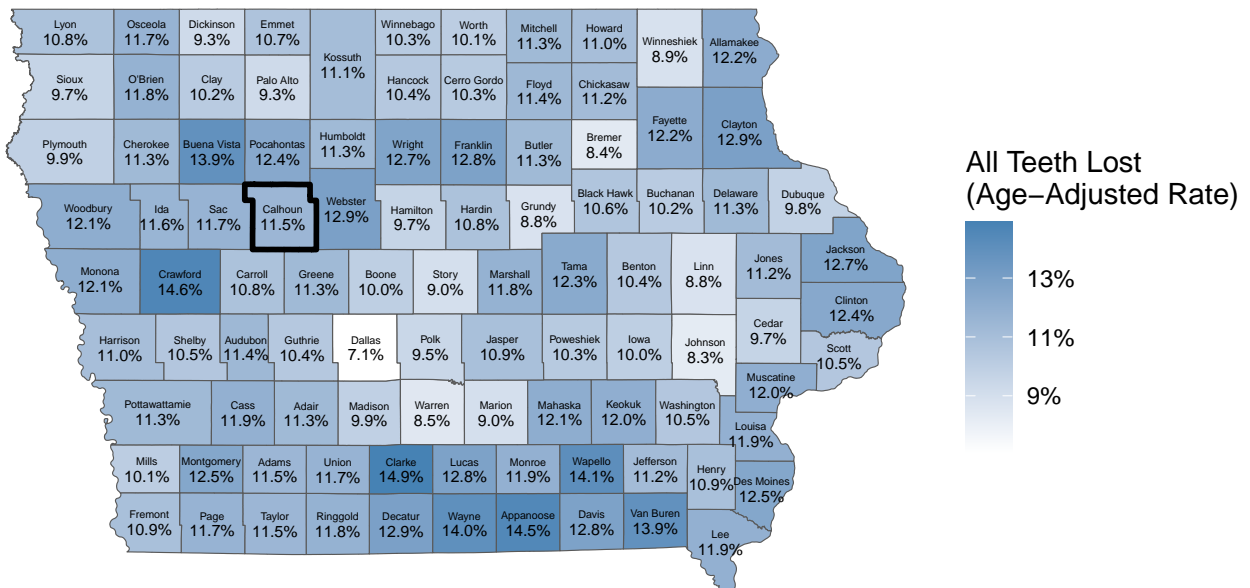 Lyon
10.8%
Osceola
11.7%
Dickinson
9.3%
Emmet
10.7%
Kossuth
11.1%
Winnebago
10.3%
Worth
10.1%
Mitchell
11.3%
Howard
11.0%
Winneshiek
8.9%
Allamakee
12.2%
Sioux
9.7%
O'Brien
11.8%
Clay
10.2%
Palo Alto
9.3%
Hancock
10.4%
Cerro Gordo
10.3%
Floyd
11.4%
Chickasaw
11.2%
Fayette
12.2%
Clayton
12.9%
Plymouth
9.9%
Cherokee
11.3%
Buena Vista
13.9%
Pocahontas
12.4%
Humboldt
11.3%
Wright
12.7%
Franklin
12.8%
Butler
11.3%
Bremer
8.4%
Woodbury
12.1%
Ida
11.6%
Sac
11.7%
Calhoun
11.5%
Webster
12.9%
Hamilton
9.7%
Hardin
10.8%
Grundy
8.8%
Black Hawk
10.6%
Buchanan
10.2%
Delaware
11.3%
Dubuque
9.8%
Monona
12.1%
Crawford
14.6%
Carroll
10.8%
Greene
11.3%
Boone
10.0%
Story
9.0%
Marshall
11.8%
Tama
12.3%
Benton
10.4%
Linn
8.8%
Jones
11.2%
Jackson
12.7%
Clinton
12.4%
Harrison
11.0%
Shelby
10.5%
Audubon
11.4%
Guthrie
10.4%
Dallas
7.1%
Polk
9.5%
Jasper
10.9%
Poweshiek
10.3%
Iowa
10.0%
Johnson
8.3%
Cedar
9.7%
Scott
10.5%
Muscatine
12.0%
Pottawattamie
11.3%
Cass
11.9%
Adair
11.3%
Madison
9.9%
Warren
8.5%
Marion
9.0%
Mahaska
12.1%
Keokuk
12.0%
Washington
10.5%
Louisa
11.9%
Mills
10.1%
Montgomery
12.5%
Adams
11.5%
Union
11.7%
Clarke
14.9%
Lucas
12.8%
Monroe
11.9%
Wapello
14.1%
Jefferson
11.2%
Henry
10.9%
Des Moines
12.5%
Fremont
10.9%
Page
11.7%
Taylor
11.5%
Ringgold
11.8%
Decatur
12.9%
Wayne
14.0%
Appanoose
14.5%
Davis
12.8%
Van Buren
13.9%
Lee
11.9%
All Teeth Lost
(Age−Adjusted Rate)
13%
11%
9%